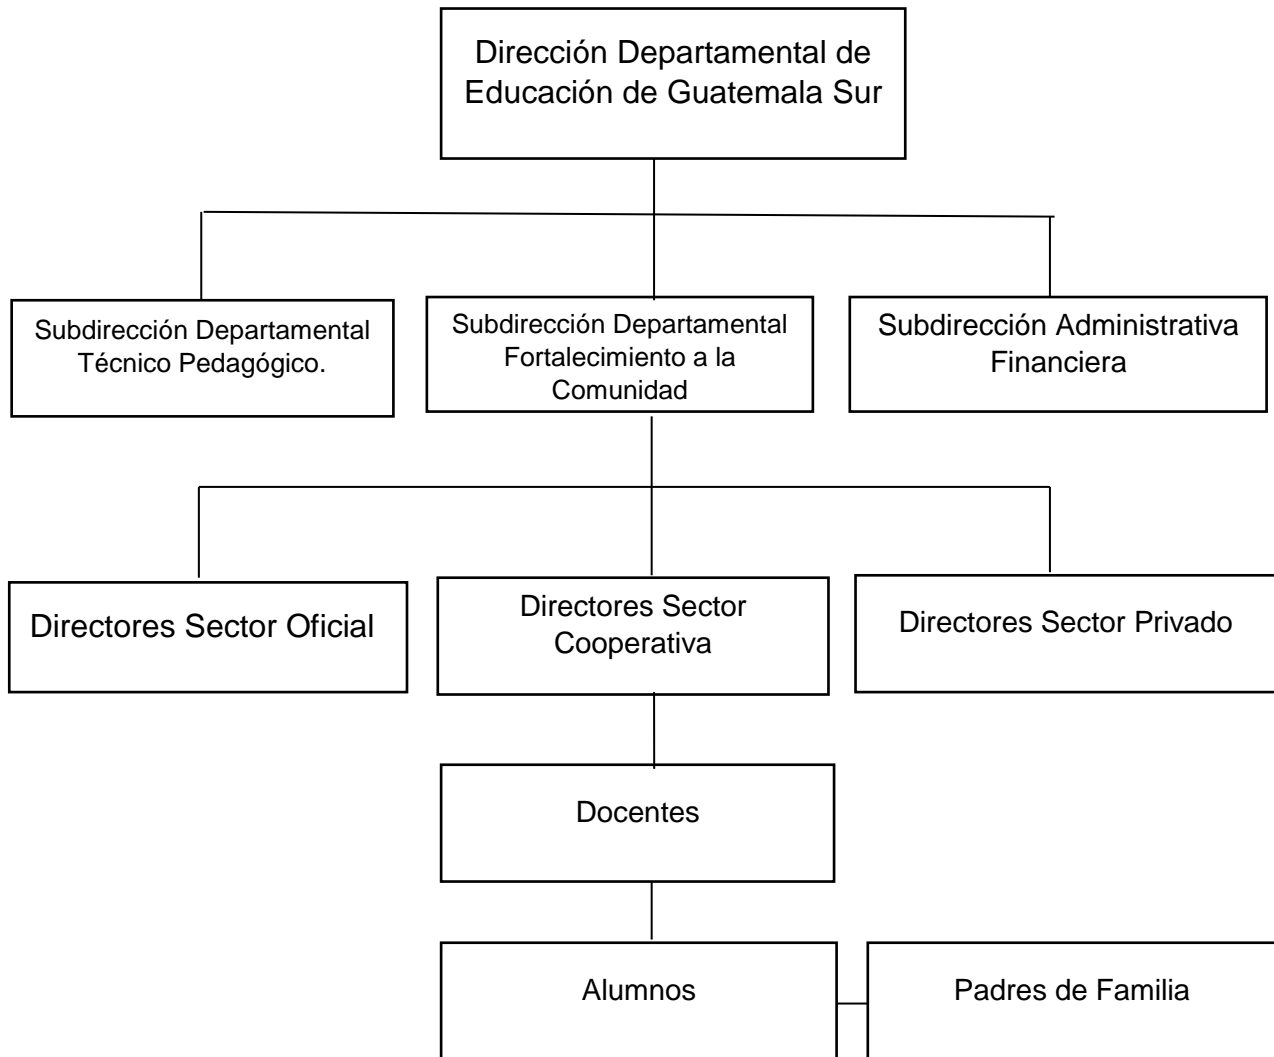 Dirección Departamental de
Educación de Guatemala Sur
Subdirección Departamental
Técnico Pedagógico.
Subdirección Departamental
Fortalecimiento a la
Comunidad
Subdirección Administrativa
Financiera
Directores Sector Oficial
Directores Sector
Cooperativa
Directores Sector Privado
Docentes
Alumnos
Padres de Familia